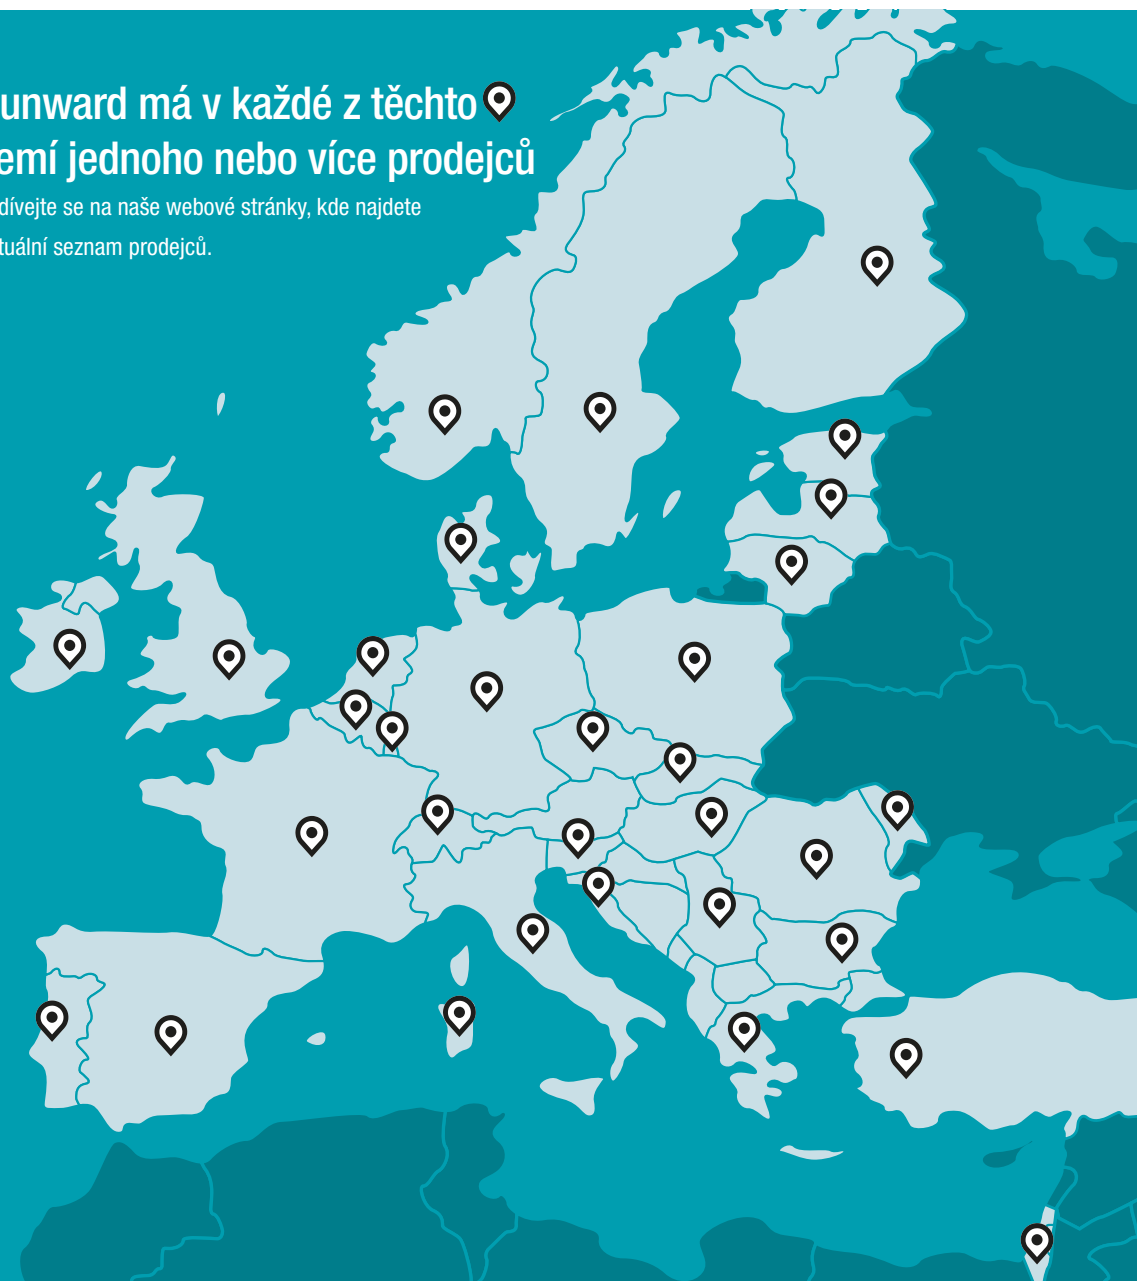 unward má v každé z těchto
emí jednoho nebo více prodejců
dívejte se na naše webové stránky, kde najdete
tuální seznam prodejců.